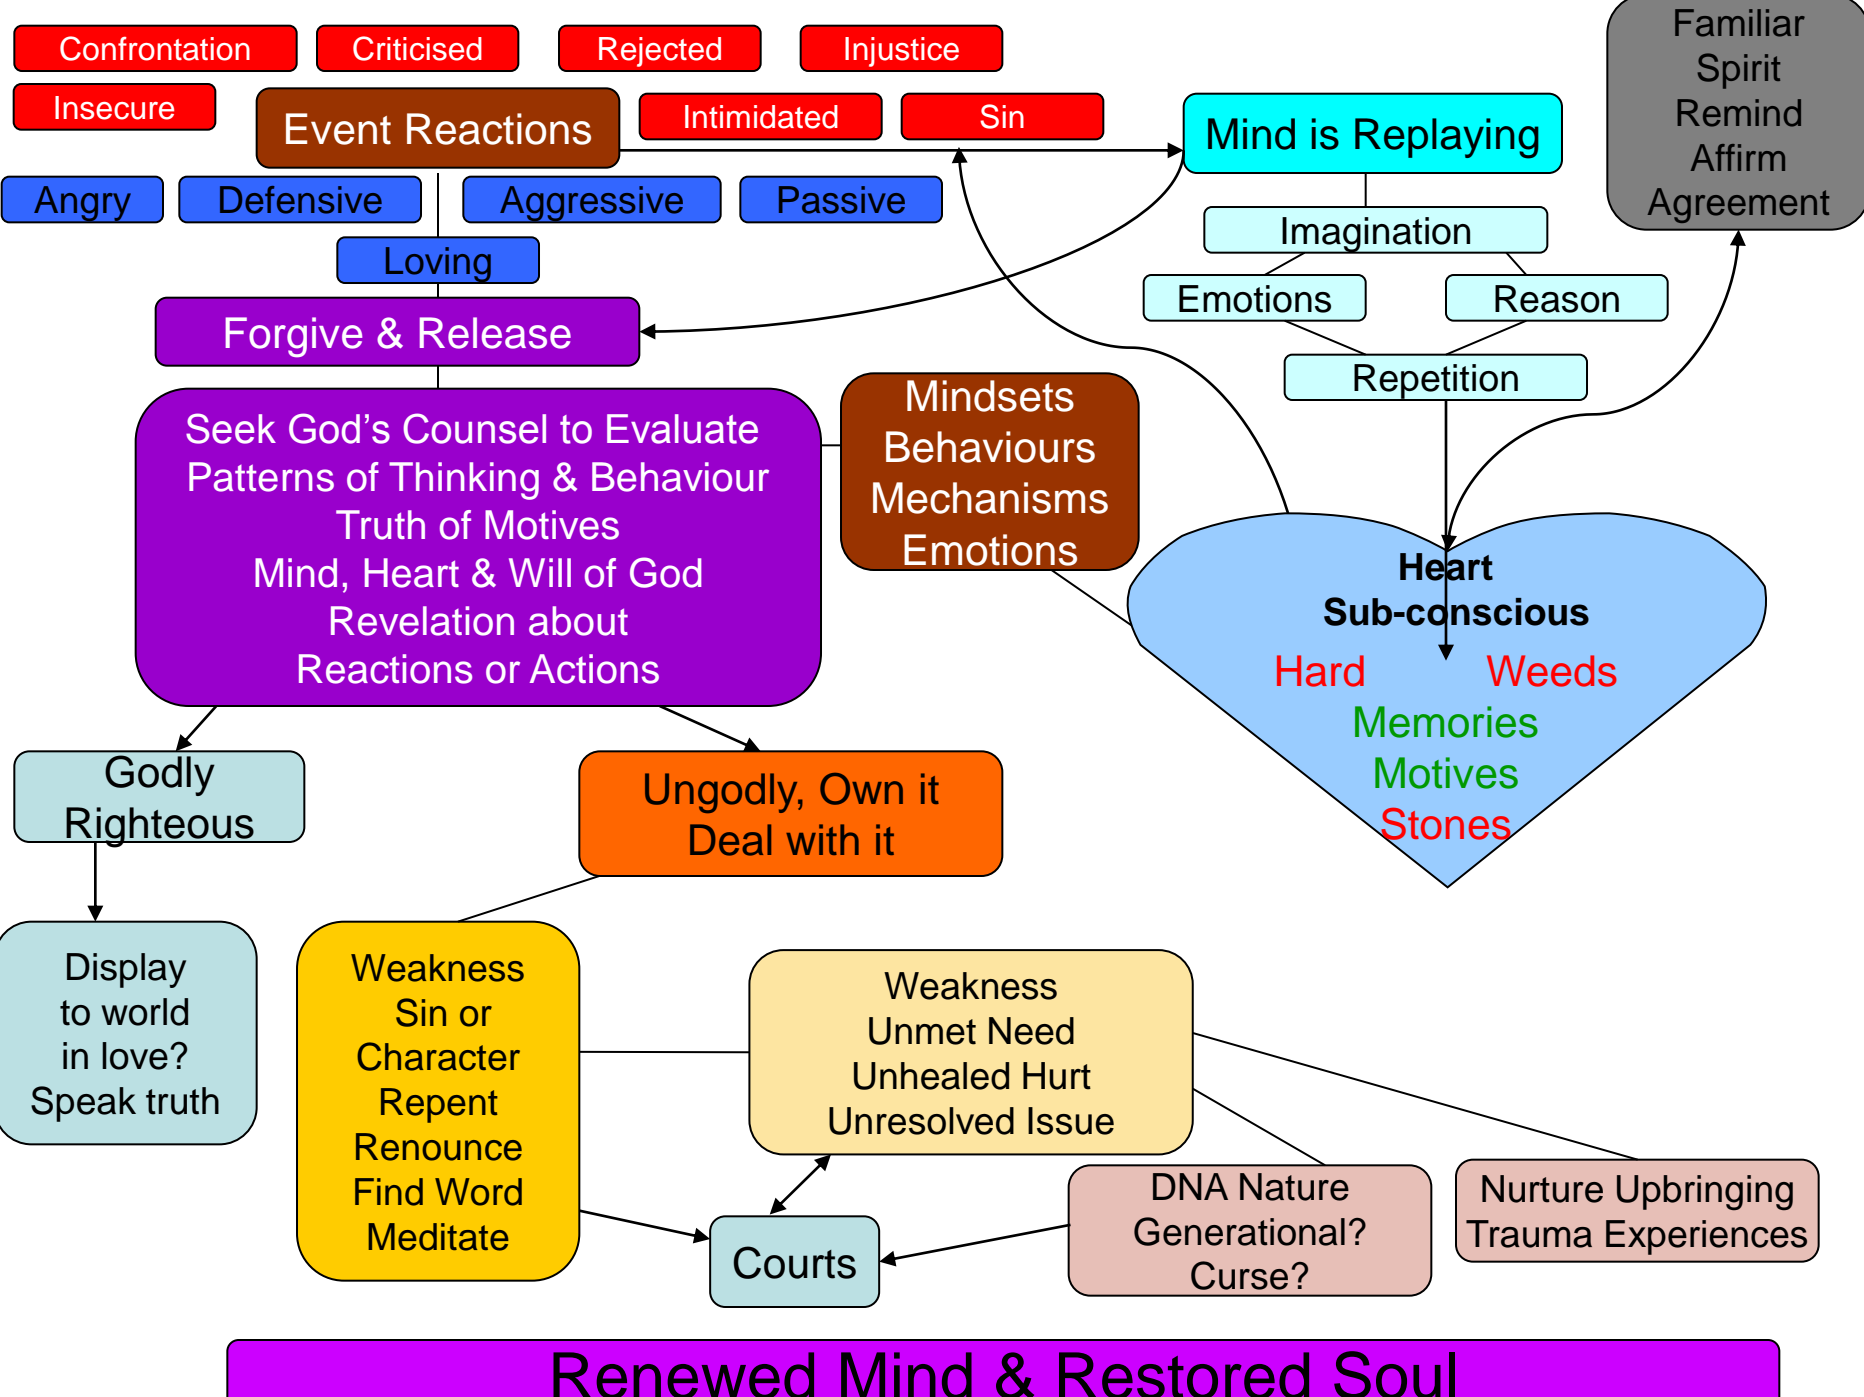 Confrontation
Criticised
Rejected
Injustice
Insecure
Event Reactions
Intimidated
Sin
Mind is Replaying
Familiar
Spirit
Remind
Affirm
Agreement
Angry
Defensive
Aggressive
Passive
Loving
Imagination
Emotions
Reason
Repetition
Forgive & Release
Seek God’s Counsel to Evaluate
Patterns of Thinking & Behaviour
Truth of Motives
Mind, Heart & Will of God
Revelation about
Reactions or Actions
Mindsets
Behaviours
Mechanisms
Emotions
Heart
Sub-conscious
Hard Weeds
Memories
Motives
Stones
Godly
Righteous
Ungodly, Own it
Deal with it
Display
to world
in love?
Speak truth
Weakness
Sin or
Character
Repent
Renounce
Find Word
Meditate
Weakness
Unmet Need
Unhealed Hurt
Unresolved Issue
Courts
DNA Nature
Generational?
Curse?
Nurture Upbringing
Trauma Experiences
Renewed Mind & Restored Soul